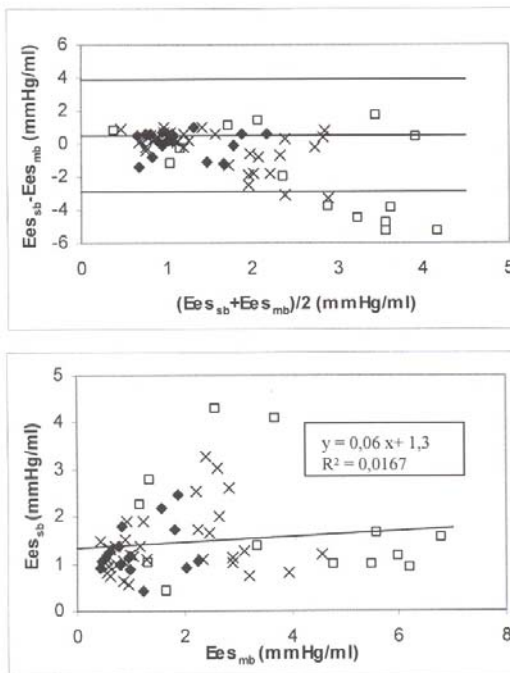 Ees_sb-Ees_mb (mmHg/ml)
6
4
2
0
-2
-4
-6
0 1 2 3 4 5
(Ees_sb+Ees_mb)/2 (mmHg/ml)
Ees_sb (mmHg/ml)
5
4
3
2
1
0
y = 0,06 x+ 1,3
R² = 0,0167
0 2 4 6 8
Ees_mb (mmHg/ml)